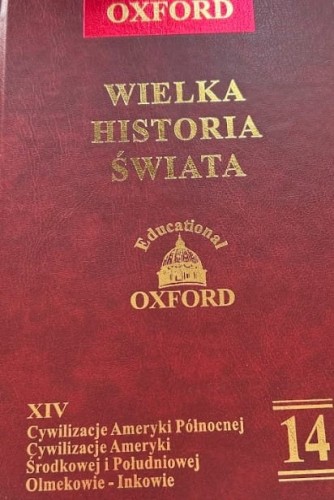 OXFORD
WIELKA
HISTORIA
ŚWIATA
Educational
OXFORD
XIV
Cywilizacje Ameryki Północnej
Cywilizacje Ameryki
Środkowej i Południowej
Olmekowie - Inkowie
14